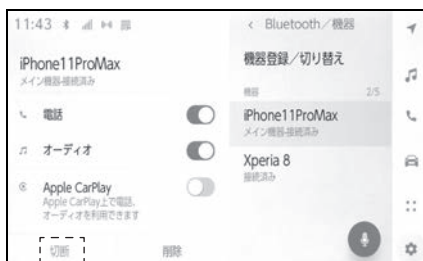 11:43
iPhone11ProMax
メイン機器-接続済み
電話
オーディオ
Apple CarPlay
Apple CarPlay上で電話、
オーディオを利用できます
切断
削除
Bluetooth／機器
機器登録／切り替え
機器
2/5
iPhone11ProMax
メイン機器-接続済み
Xperia 8
接続済み